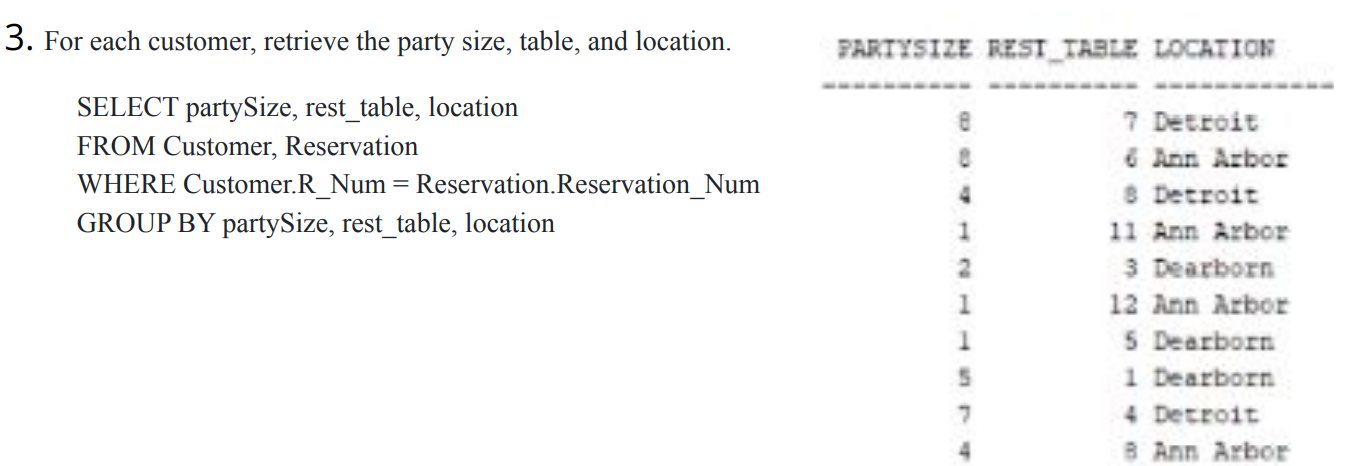 3. For each customer, retrieve the party size, table, and location.
SELECT partySize, rest_table, location
FROM Customer, Reservation
WHERE Customer.R_Num = Reservation.Reservation_Num
GROUP BY partySize, rest_table, location
PARTYSIZE REST_TABLE LOCATION
---------- ---------- ------------
8 7 Detroit
8 6 Ann Arbor
4 8 Detroit
1 11 Ann Arbor
2 3 Dearborn
1 12 Ann Arbor
1 5 Dearborn
5 1 Dearborn
7 4 Detroit
4 8 Ann Arbor